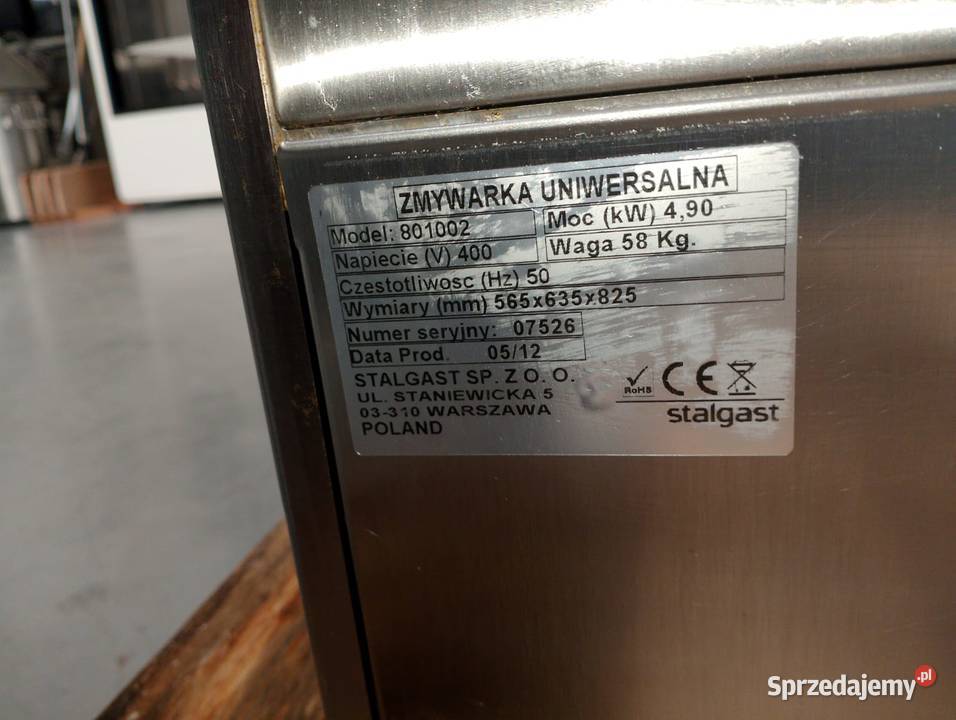 ZMYWARKA UNIWERSALNA
Model: 801002
Moc (kW) 4,90
Napiecie (V) 400
Waga 58 Kg.
Czestotliwosc (Hz) 50
Wymiary (mm) 565x635x825
Numer seryjny: 07526
Data Prod. 05/12
STALGAST SP. Z O. O.
UL. STANIEWICKA 5
03-310 WARSZAWA
POLAND
RoHS
CE
stalgast
Sprzedajemy.pl